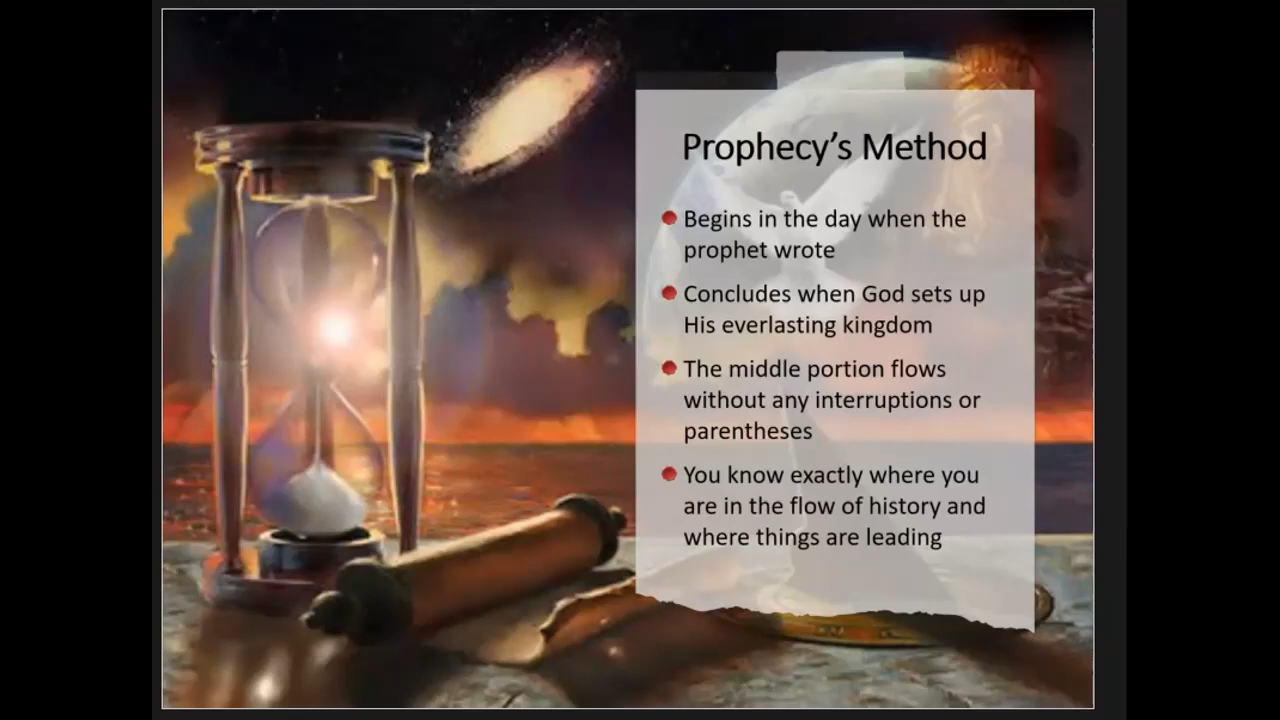 Prophecy’s Method
Begins in the day when the
prophet wrote
Concludes when God sets up
His everlasting kingdom
The middle portion flows
without any interruptions or
parentheses
You know exactly where you
are in the flow of history and
where things are leading